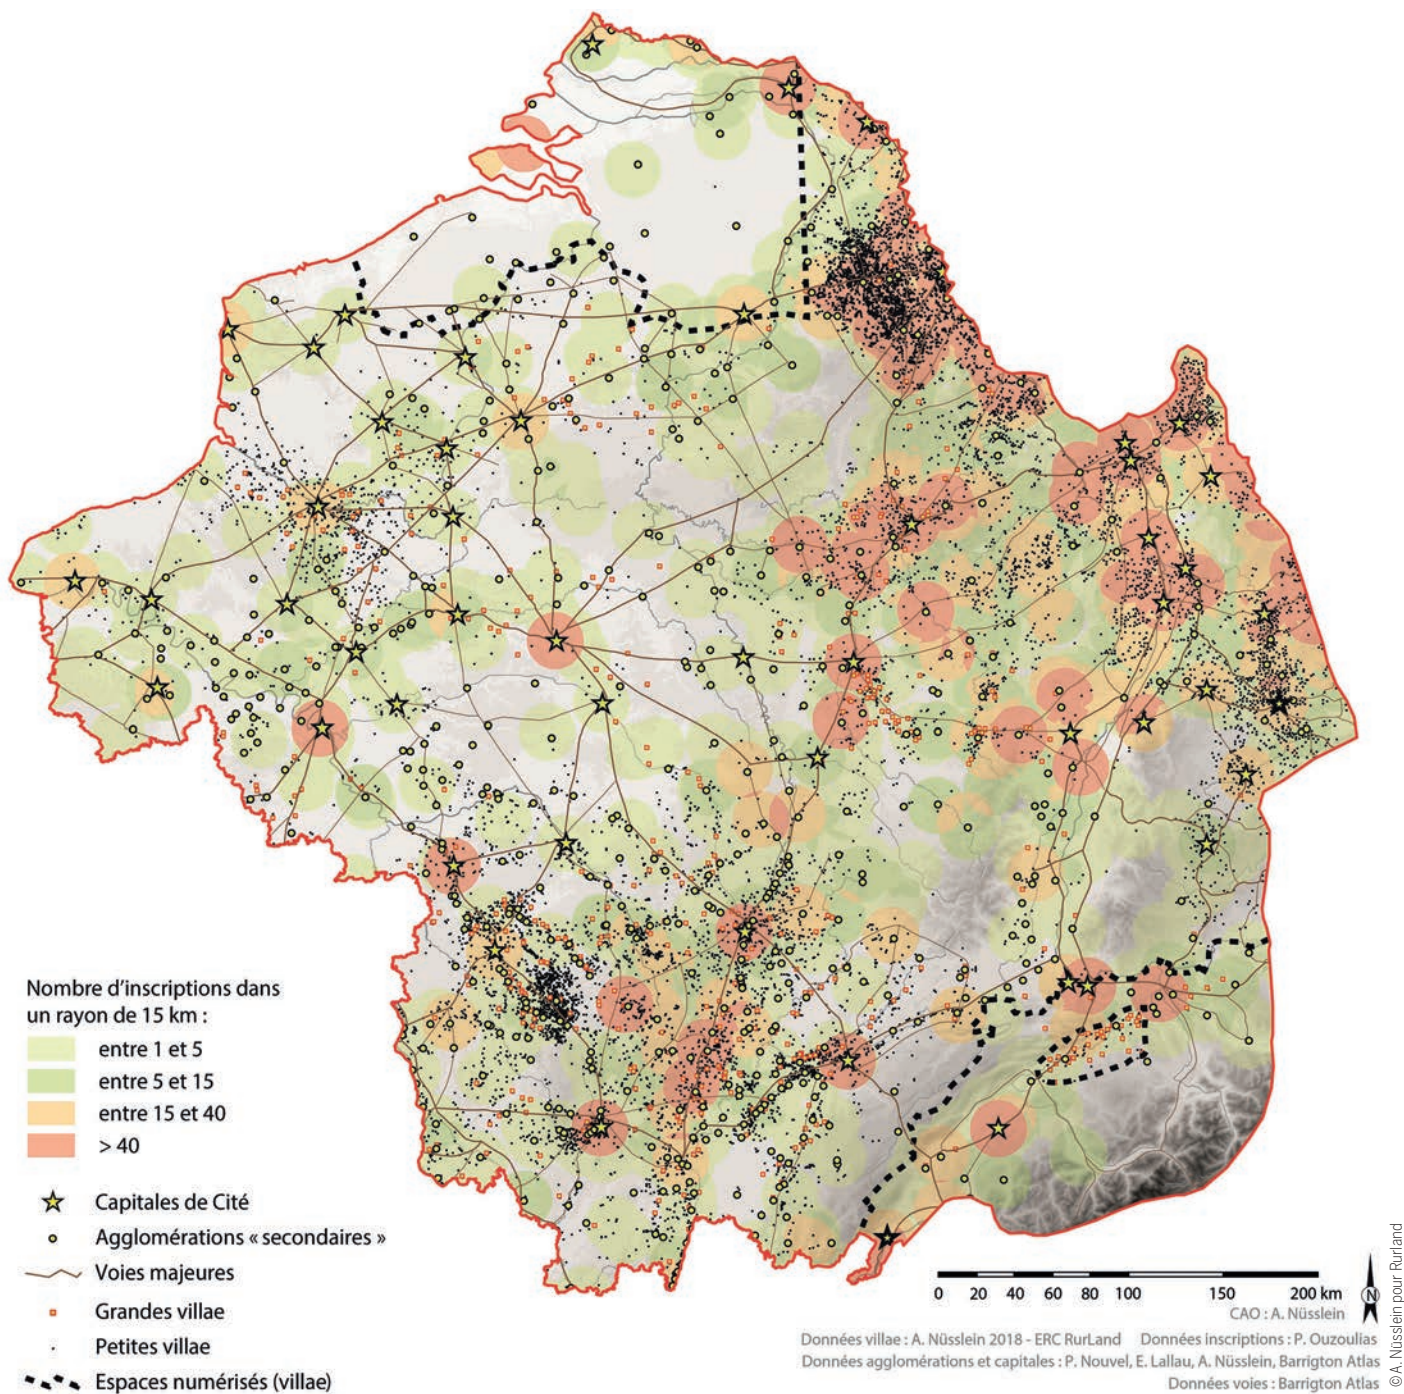 Nombre d'inscriptions dans
un rayon de 15 km :
entre 1 et 5
entre 5 et 15
entre 15 et 40
> 40
Capitales de Cité
Agglomérations « secondaires »
Voies majeures
Grandes villae
Petites villae
Espaces numérisés (villae)
0 20 40 60 80 100 150 200 km
N
CAO : A. Nüsslein
Données villae : A. Nüsslein 2018 - ERC RurLand Données inscriptions : P. Ouzoulias
Données agglomérations et capitales : P. Nouvel, E. Lallau, A. Nüsslein, Barrigton Atlas
Données voies : Barrigton Atlas
© A. Nüsslein pour Rurland